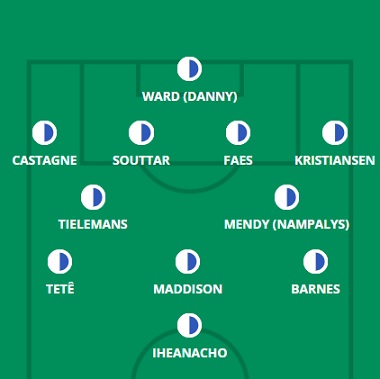 WARD (DANNY)
CASTAGNE SOUTTAR FAES KRISTIANSEN
TIELEMANS MENDY (NAMPALYS)
TETÊ MADDISON BARNES
IHEANACHO